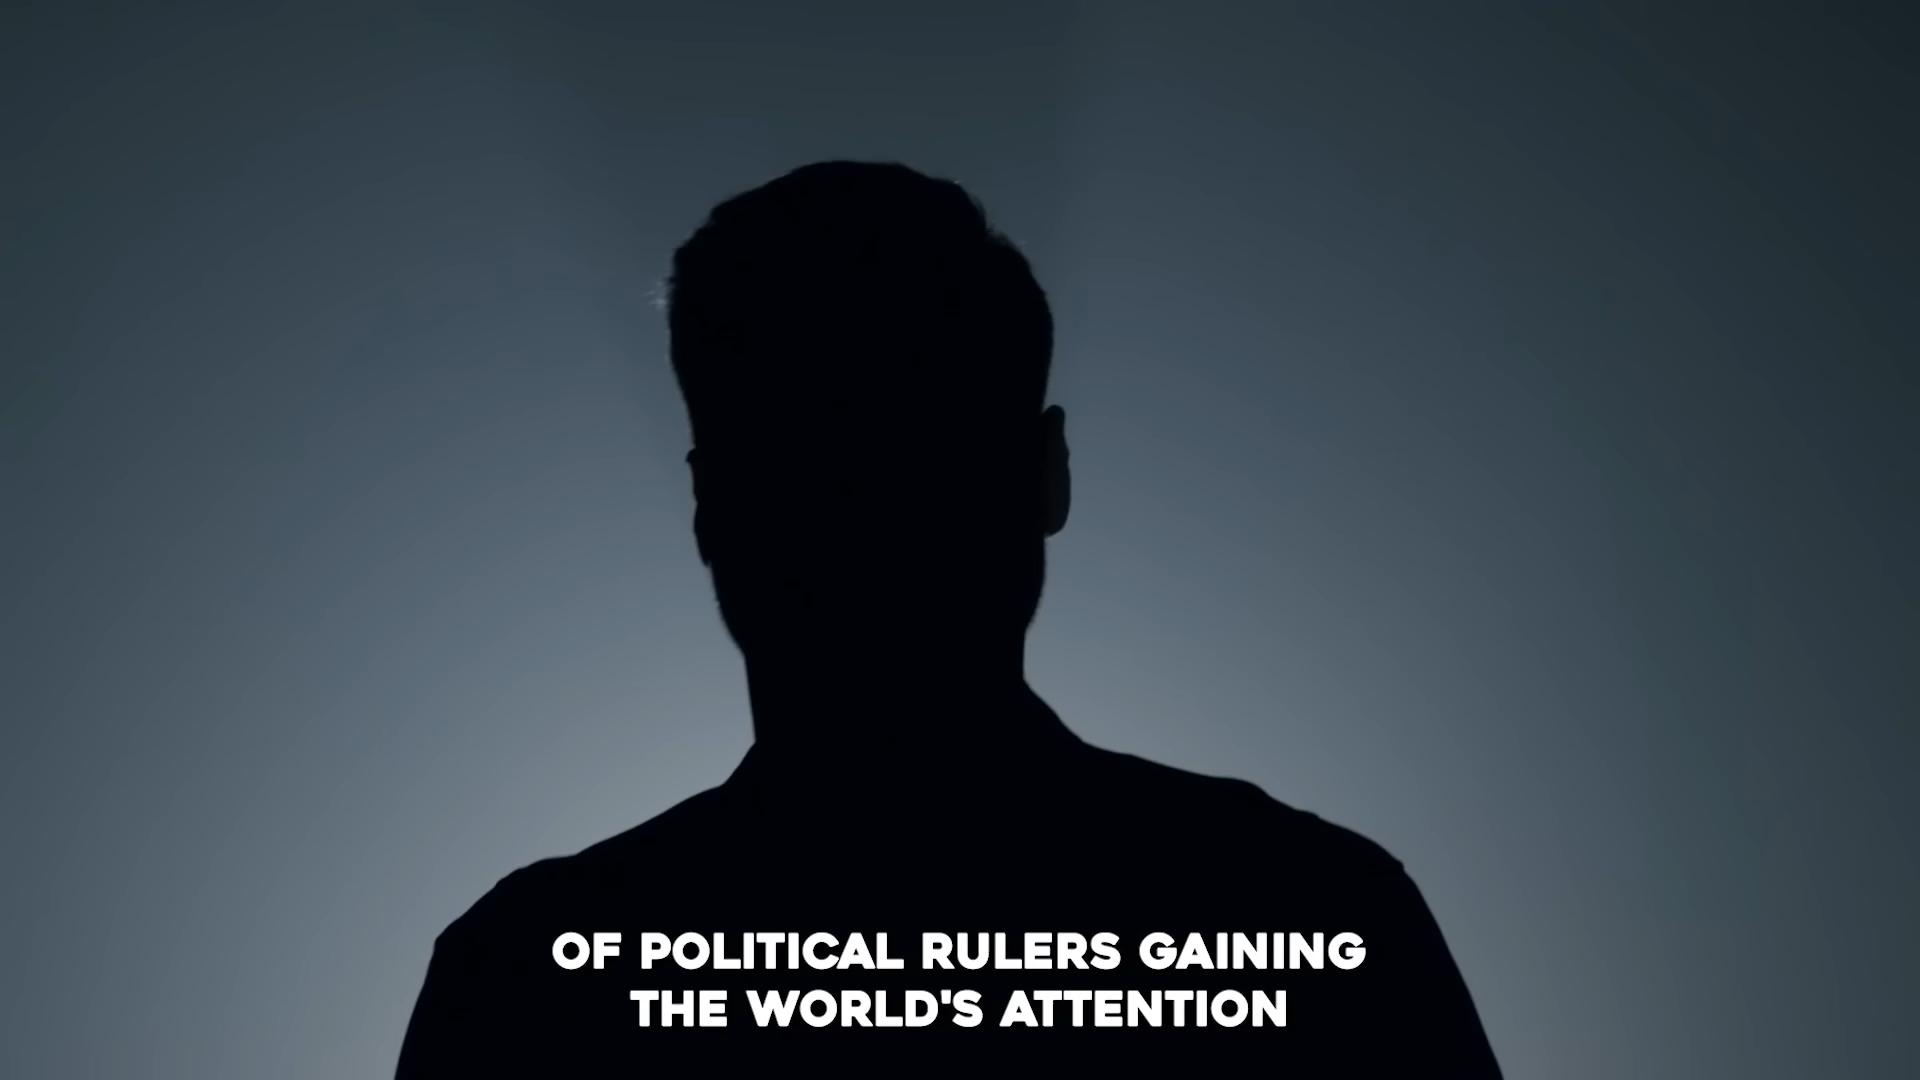 OF POLITICAL RULERS GAINING
THE WORLD'S ATTENTION